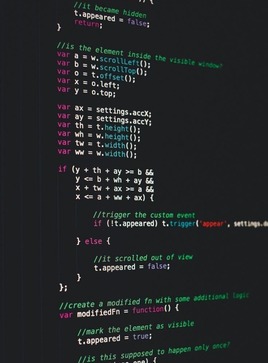 //it became hidden
t.appeared = false;
return;
}
//is the element inside the visible window?
var a = w.scrollLeft();
var b = w.scrollTop();
var o = t.offset();
var x = o.left;
var y = o.top;
var ax = settings.accX;
var ay = settings.accY;
var th = t.height();
var wh = w.height();
var tw = t.width();
var ww = w.width();
if (y + th + ay >= b &&
y <= b + wh + ay &&
x + tw + ax >= a &&
x <= a + ww + ax) {
//trigger the custom event
if (!t.appeared) t.trigger('appear', settings.
} else {
//it scrolled out of view
t.appeared = false;
}
};
//create a modified fn with some additional logic
var modifiedFn = function() {
//mark the element as visible
t.appeared = true;
//is this supposed to happen only once?